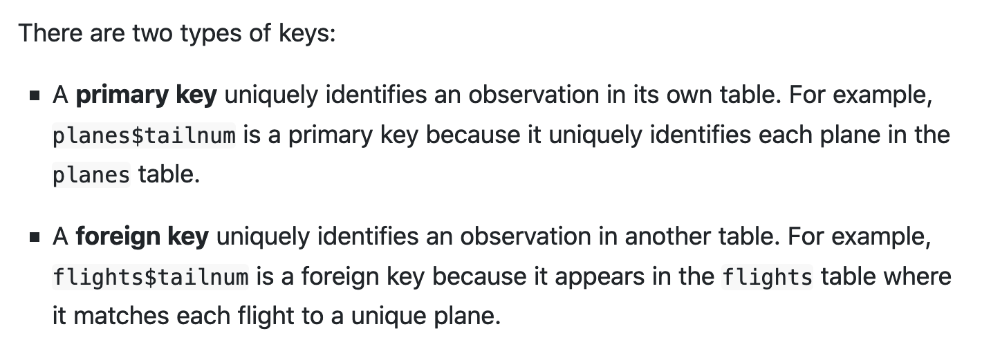 There are two types of keys:
▪ A primary key uniquely identifies an observation in its own table. For example,
planes$tailnum is a primary key because it uniquely identifies each plane in the
planes table.
▪ A foreign key uniquely identifies an observation in another table. For example,
flights$tailnum is a foreign key because it appears in the flights table where
it matches each flight to a unique plane.